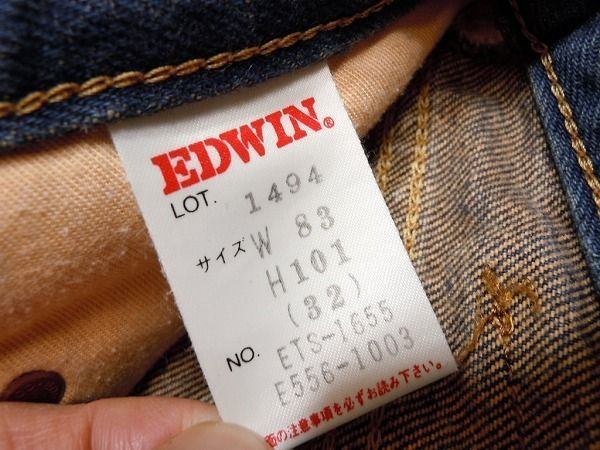 EDWIN®
LOT. 1494
サイズ W 83
H101
(32)
NO. ETS-1655
E556-1003
面の注意事項を必ずお読み下さい。